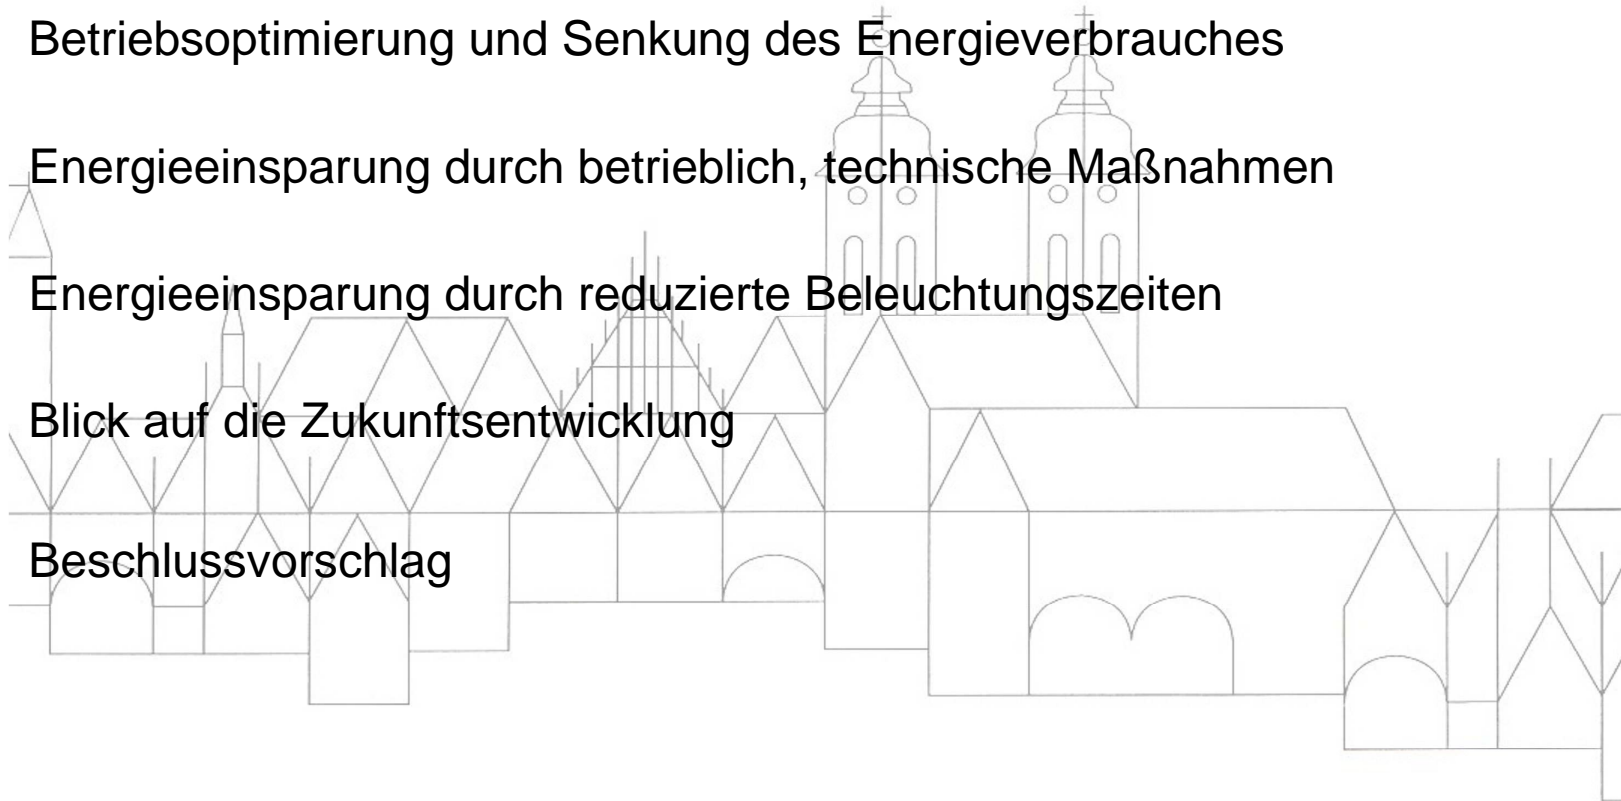 Betriebsoptimierung und Senkung des Energieverbrauches
Energieeinsparung durch betrieblich, technische Maßnahmen
Energieeinsparung durch reduzierte Beleuchtungszeiten
Blick auf die Zukunftsentwicklung
Beschlussvorschlag